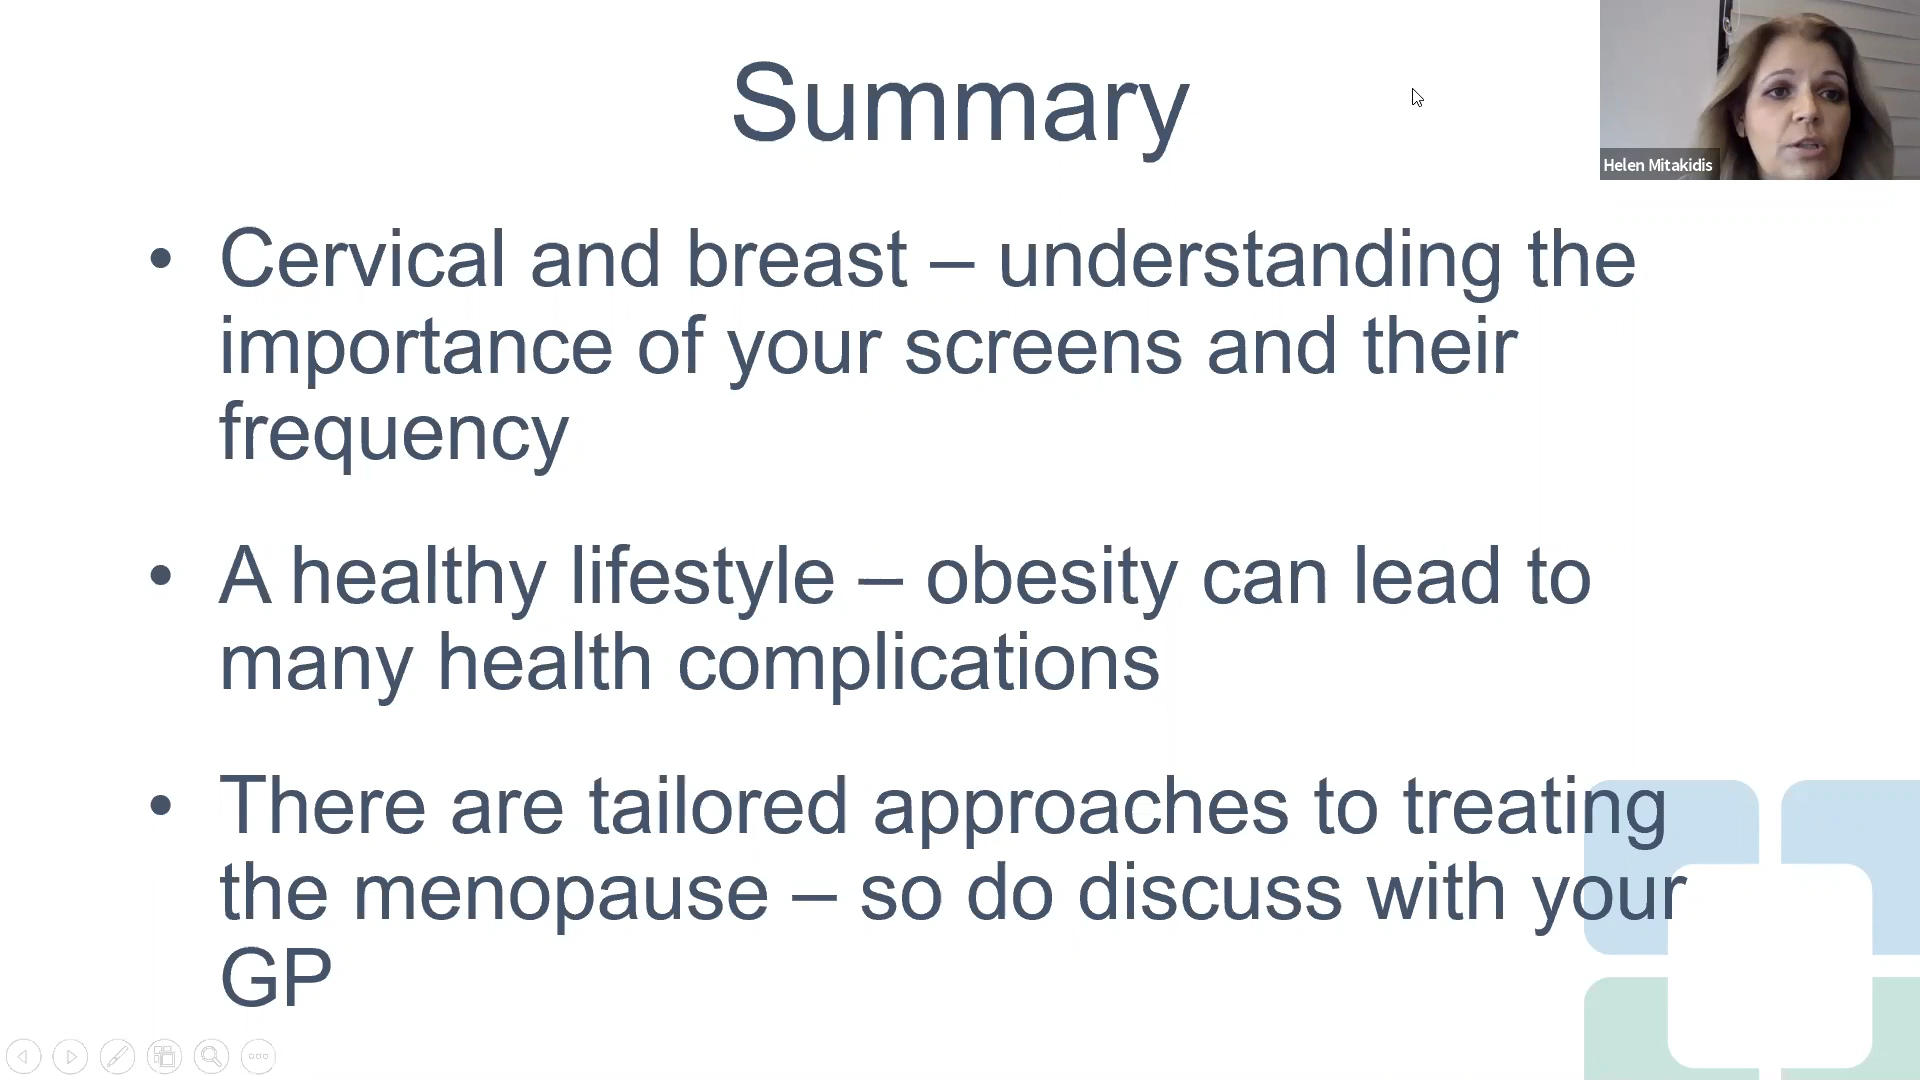 Summary
Helen Mitakidis
• Cervical and breast – understanding the
importance of your screens and their
frequency
• A healthy lifestyle – obesity can lead to
many health complications
• There are tailored approaches to treating
the menopause – so do discuss with your
GP